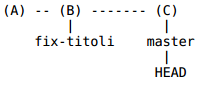 (A) -- (B) ------- (C)
fix-titoli master
HEAD